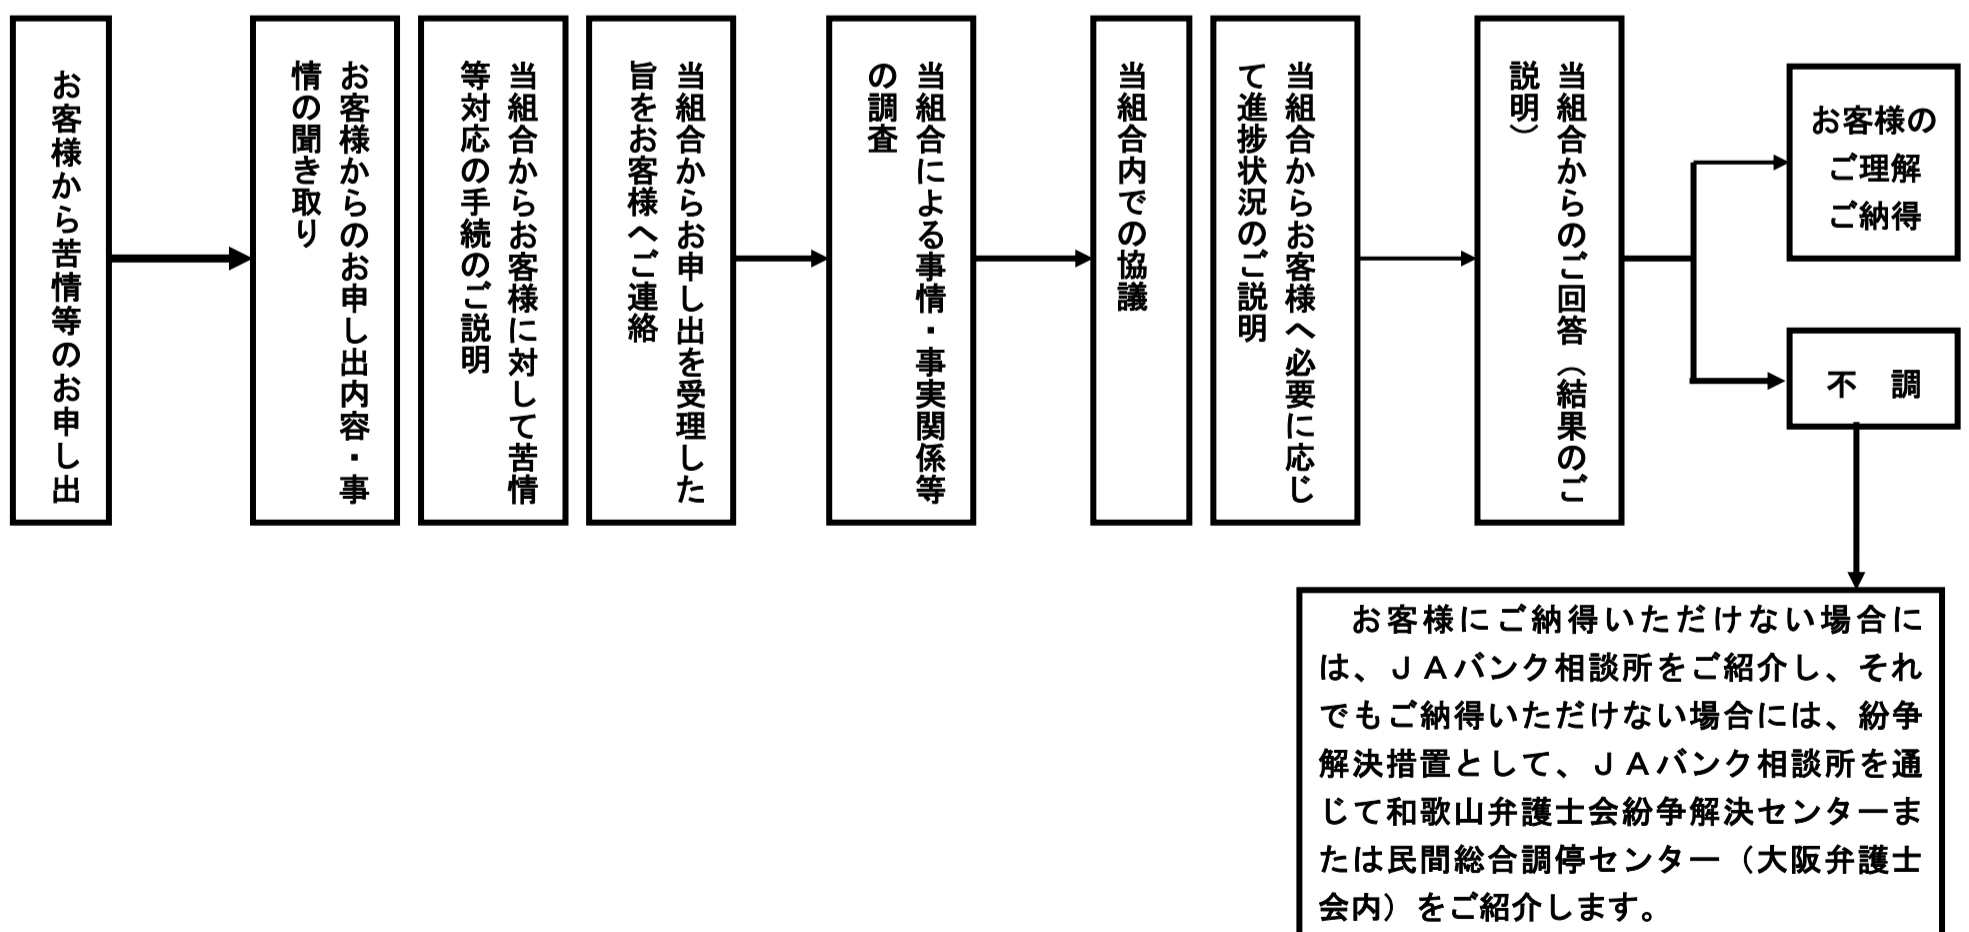 お客様から苦情等のお申し出
お客様からのお申し出内容・事
情の聞き取り
当組合からお客様に対して苦情
等対応の手続のご説明
当組合からお申し出を受理した
旨をお客様へご連絡
当組合による事情・事実関係等
の調査
当組合内での協議
当組合からお客様へ必要に応じ
て進捗状況のご説明
当組合からのご回答（結果のご
説明）
お客様の
ご理解
ご納得
不　調
　お客様にご納得いただけない場合に
は、ＪＡバンク相談所をご紹介し、それ
でもご納得いただけない場合には、紛争
解決措置として、ＪＡバンク相談所を通
じて和歌山弁護士会紛争解決センターま
たは民間総合調停センター（大阪弁護士
会内）をご紹介します。